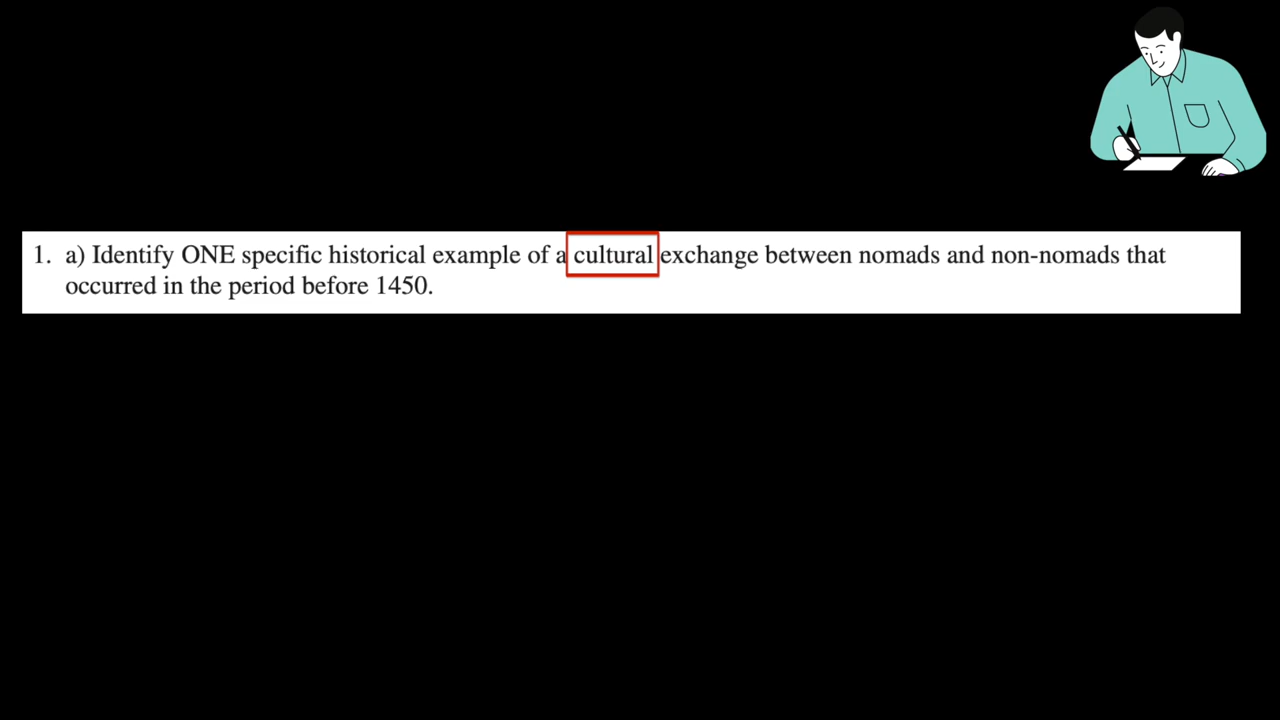 1. a) Identify ONE specific historical example of a cultural exchange between nomads and non-nomads that
occurred in the period before 1450.